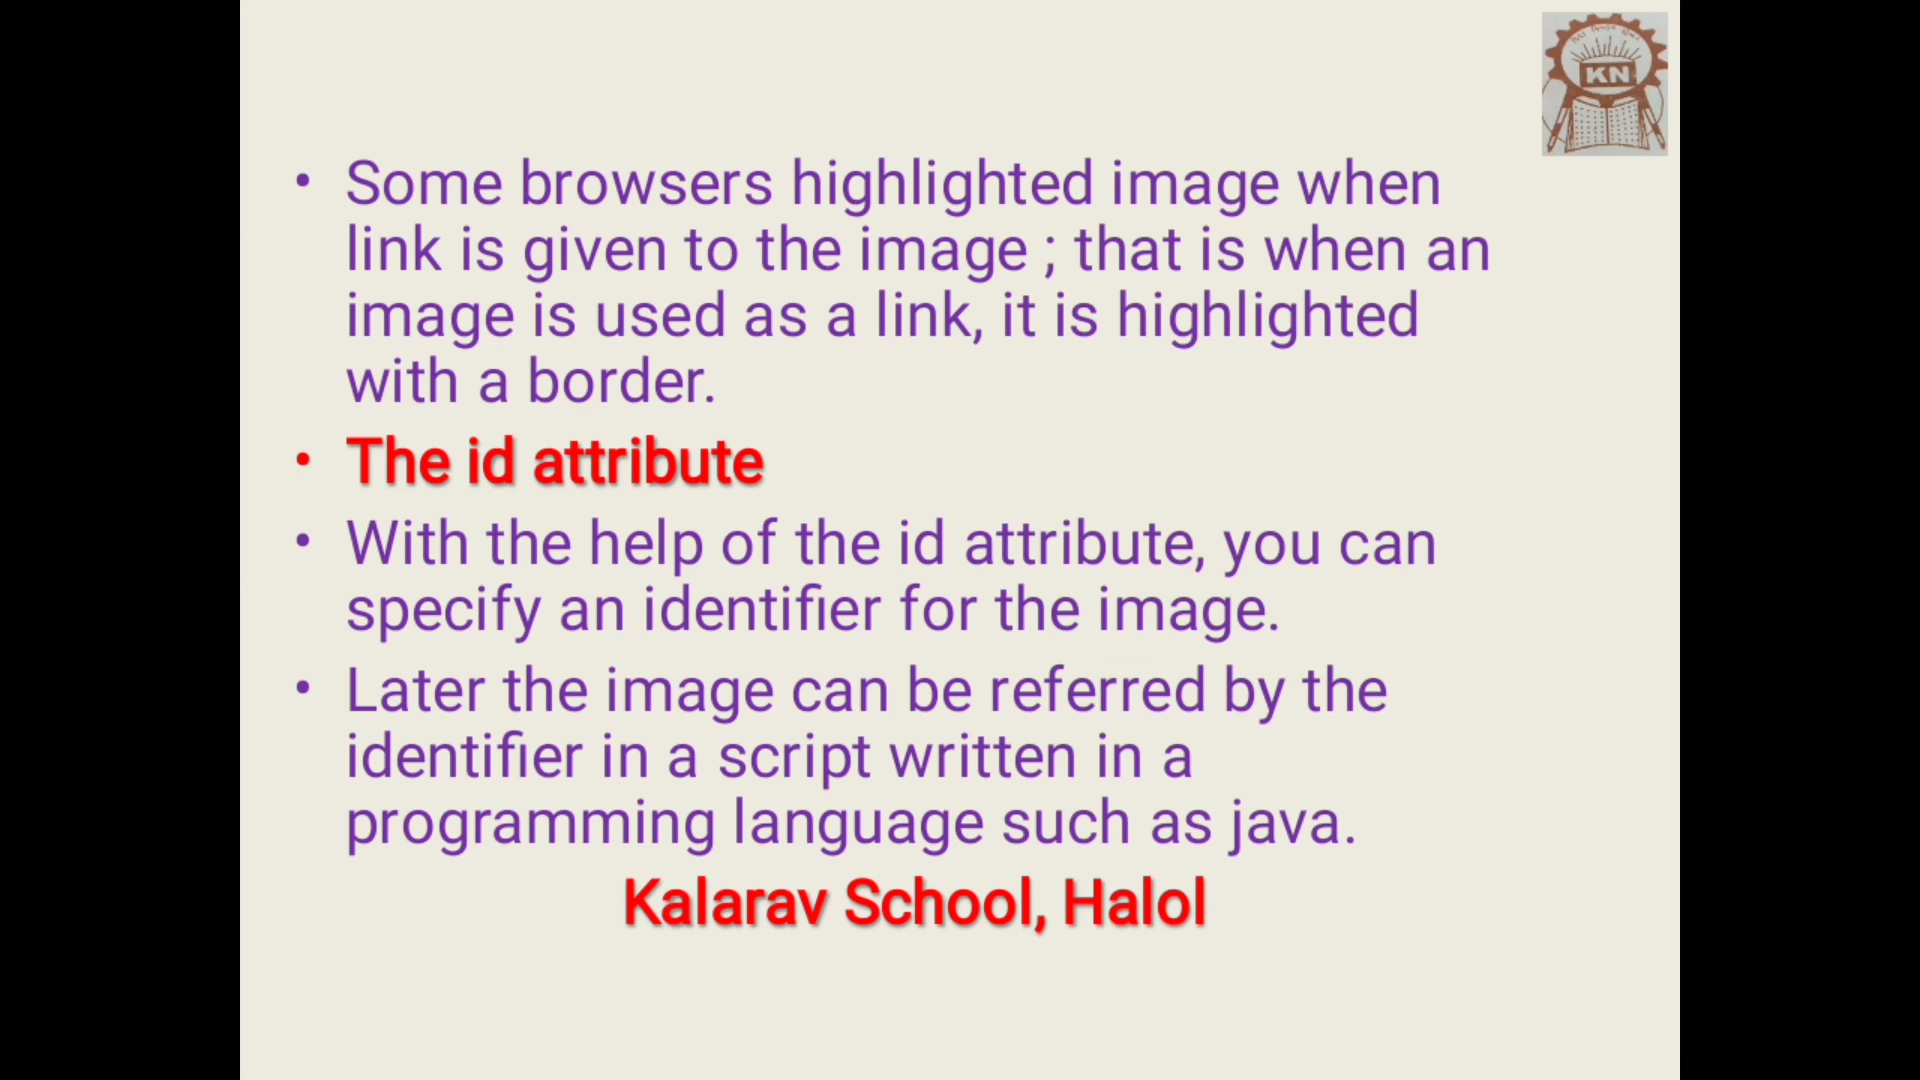 KN
• Some browsers highlighted image when
link is given to the image ; that is when an
image is used as a link, it is highlighted
with a border.
• The id attribute
• With the help of the id attribute, you can
specify an identifier for the image.
• Later the image can be referred by the
identifier in a script written in a
programming language such as java.
Kalarav School, Halol